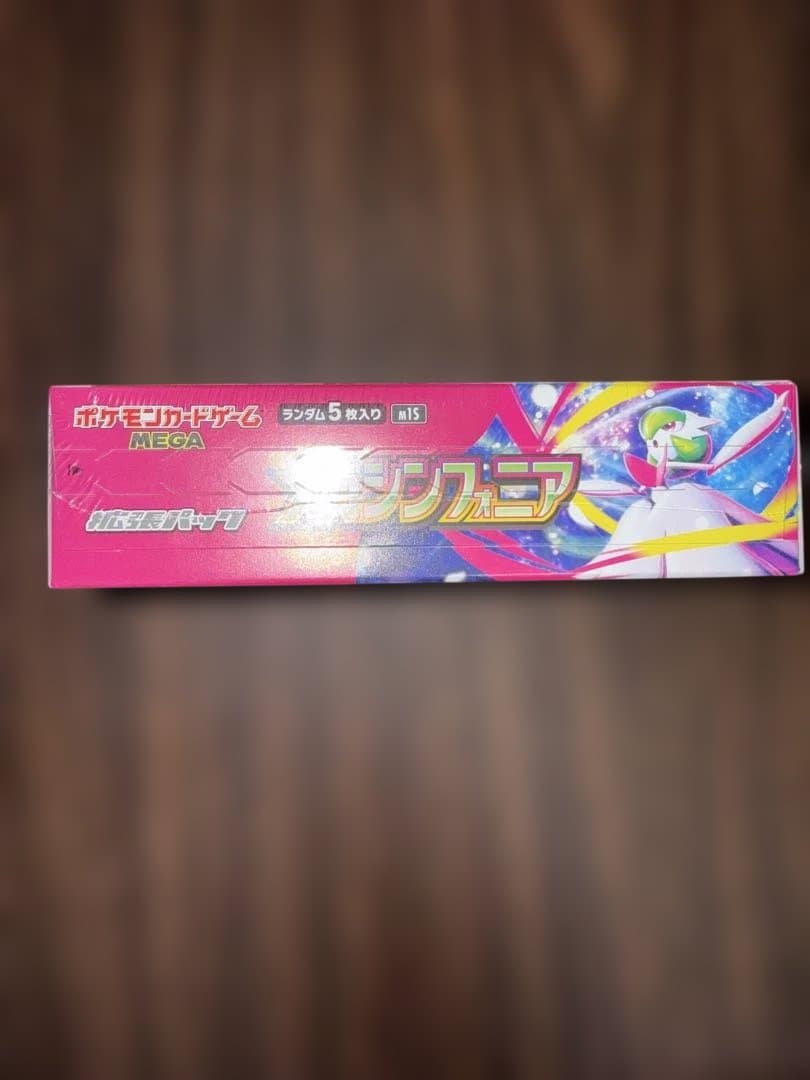 ポケモンカードゲーム
MEGA
ランダム5枚入り M1S
拡張パック
シンフォニア